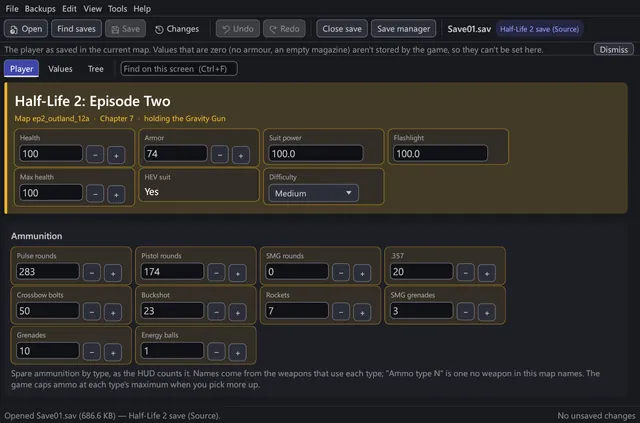 File Backups Edit View Tools Help
Open Find saves Save Changes Undo Redo Close save Save manager Save01.sav Half-Life 2 save (Source)
The player as saved in the current map. Values that are zero (no armour, an empty magazine) aren't stored by the game, so they can't be set here. Dismiss
Player Values Tree Find on this screen (Ctrl+F)
Half-Life 2: Episode Two
Map ep2_outland_12a · Chapter 7 · holding the Gravity Gun
Health Armor Suit power Flashlight
100 − + 74 − + 100.0 100.0
Max health HEV suit Difficulty
100 − + Yes Medium
Ammunition
Pulse rounds Pistol rounds SMG rounds .357
283 − + 174 − + 0 − + 20 − +
Crossbow bolts Buckshot Rockets SMG grenades
50 − + 23 − + 7 − + 3 − +
Grenades Energy balls
10 − + 1 − +
Spare ammunition by type, as the HUD counts it. Names come from the weapons that use each type; "Ammo type N" is one no weapon in this map names. The
game caps ammo at each type's maximum when you pick more up.
Opened Save01.sav (686.6 KB) — Half-Life 2 save (Source). No unsaved changes